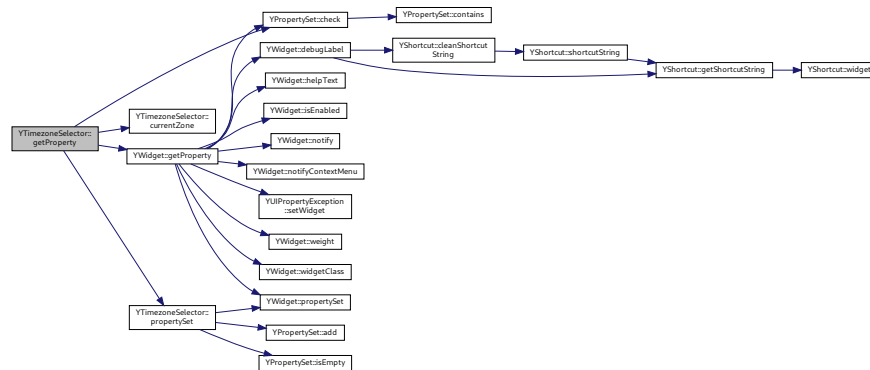 YPropertySet::check
YPropertySet::contains
YWidget::debugLabel
YShortcut::cleanShortcut
String
YShortcut::shortcutString
YShortcut::getShortcutString
YShortcut::widget
YWidget::helpText
YWidget::isEnabled
YTimezoneSelector::
currentZone
YTimezoneSelector::
getProperty
YWidget::notify
YWidget::getProperty
YWidget::notifyContextMenu
YUIPropertyException
::setWidget
YWidget::weight
YWidget::widgetClass
YWidget::propertySet
YTimezoneSelector::
propertySet
YPropertySet::add
YPropertySet::isEmpty